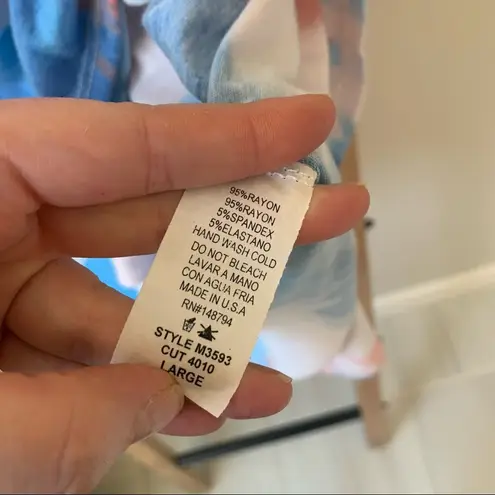 95%RAYON
95%RAYON
5%SPANDEX
5%ELASTANO
HAND WASH COLD
DO NOT BLEACH
LAVAR A MANO
CON AGUA FRIA
MADE IN U.S.A
RN#148794
STYLE M3593
CUT 4010
LARGE